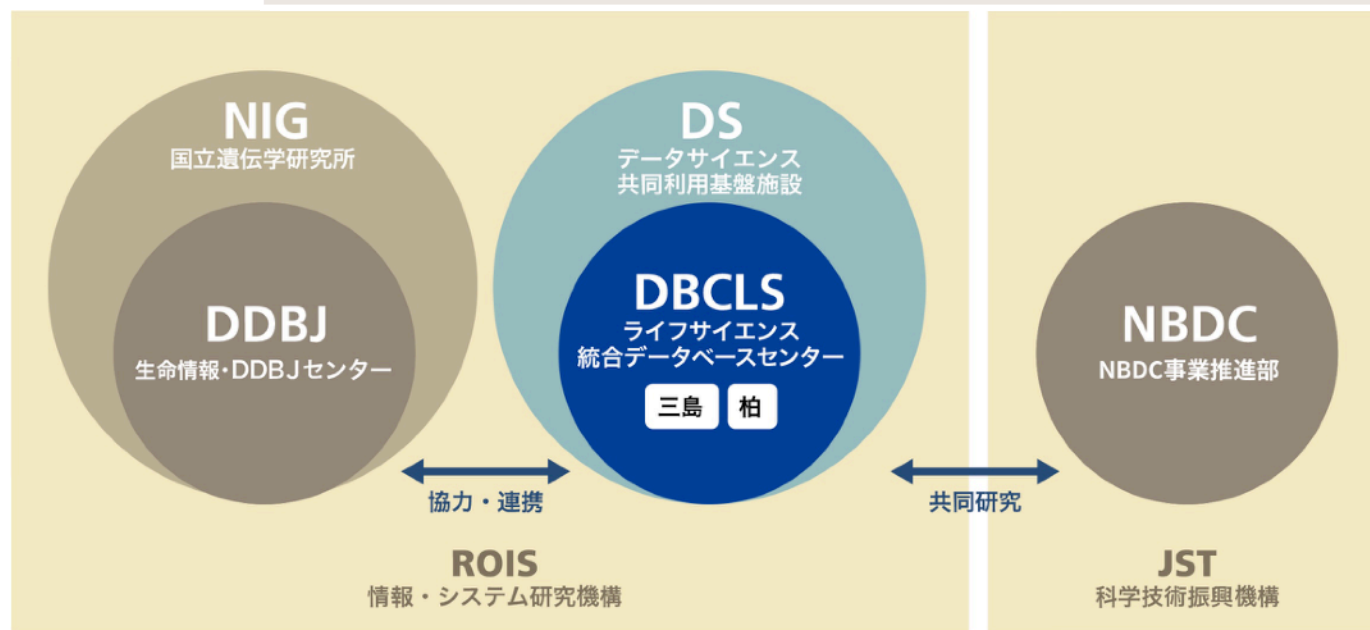 NIG
国立遺伝学研究所
DDBJ
生命情報・DDBJセンター
DS
データサイエンス
共同利用基盤施設
DBCLS
ライフサイエンス
統合データベースセンター
三島 柏
NBDC
NBDC事業推進部
協力・連携
共同研究
ROIS
情報・システム研究機構
JST
科学技術振興機構